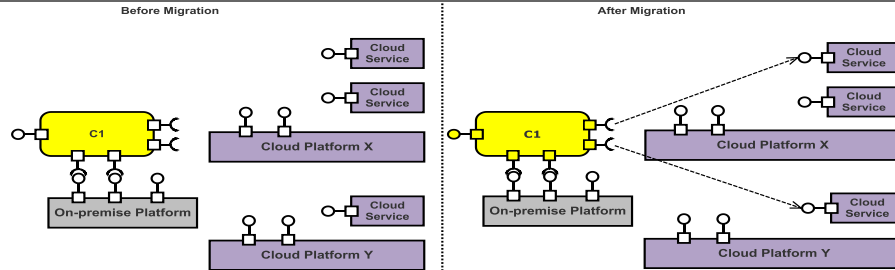 Before Migration
Cloud
Service
Cloud
Service
C1
Cloud Platform X
On-premise Platform
Cloud
Service
Cloud Platform Y
After Migration
Cloud
Service
Cloud
Service
C1
Cloud Platform X
On-premise Platform
Cloud
Service
Cloud Platform Y